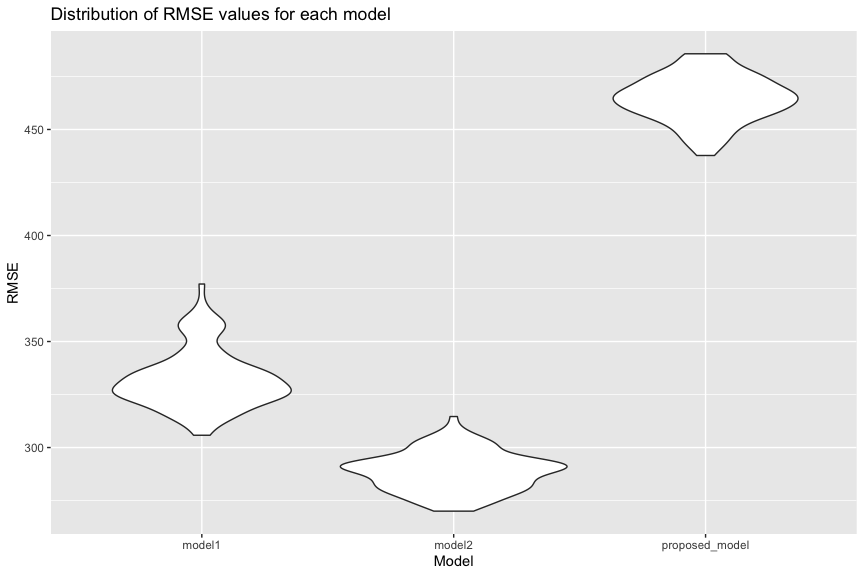 Distribution of RMSE values for each model
RMSE
450
400
350
300
model1
model2
proposed_model
Model